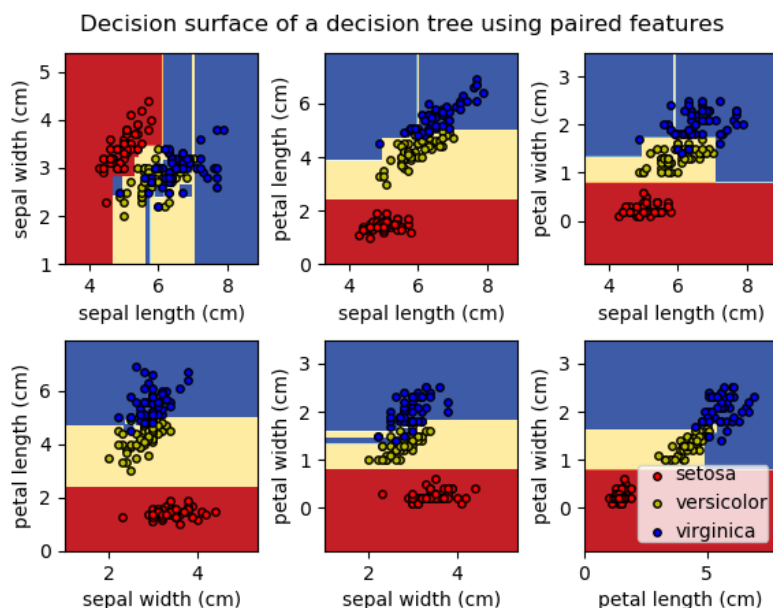 Decision surface of a decision tree using paired features
5
4
3
2
1
4
6
8
sepal width (cm)
sepal length (cm)
6
4
2
0
4
6
8
petal length (cm)
sepal length (cm)
3
2
1
0
4
6
8
petal width (cm)
sepal length (cm)
6
4
2
0
2
4
petal length (cm)
sepal width (cm)
3
2
1
0
2
4
petal width (cm)
sepal width (cm)
3
2
1
0
0
5
petal width (cm)
petal length (cm)
setosa
versicolor
virginica